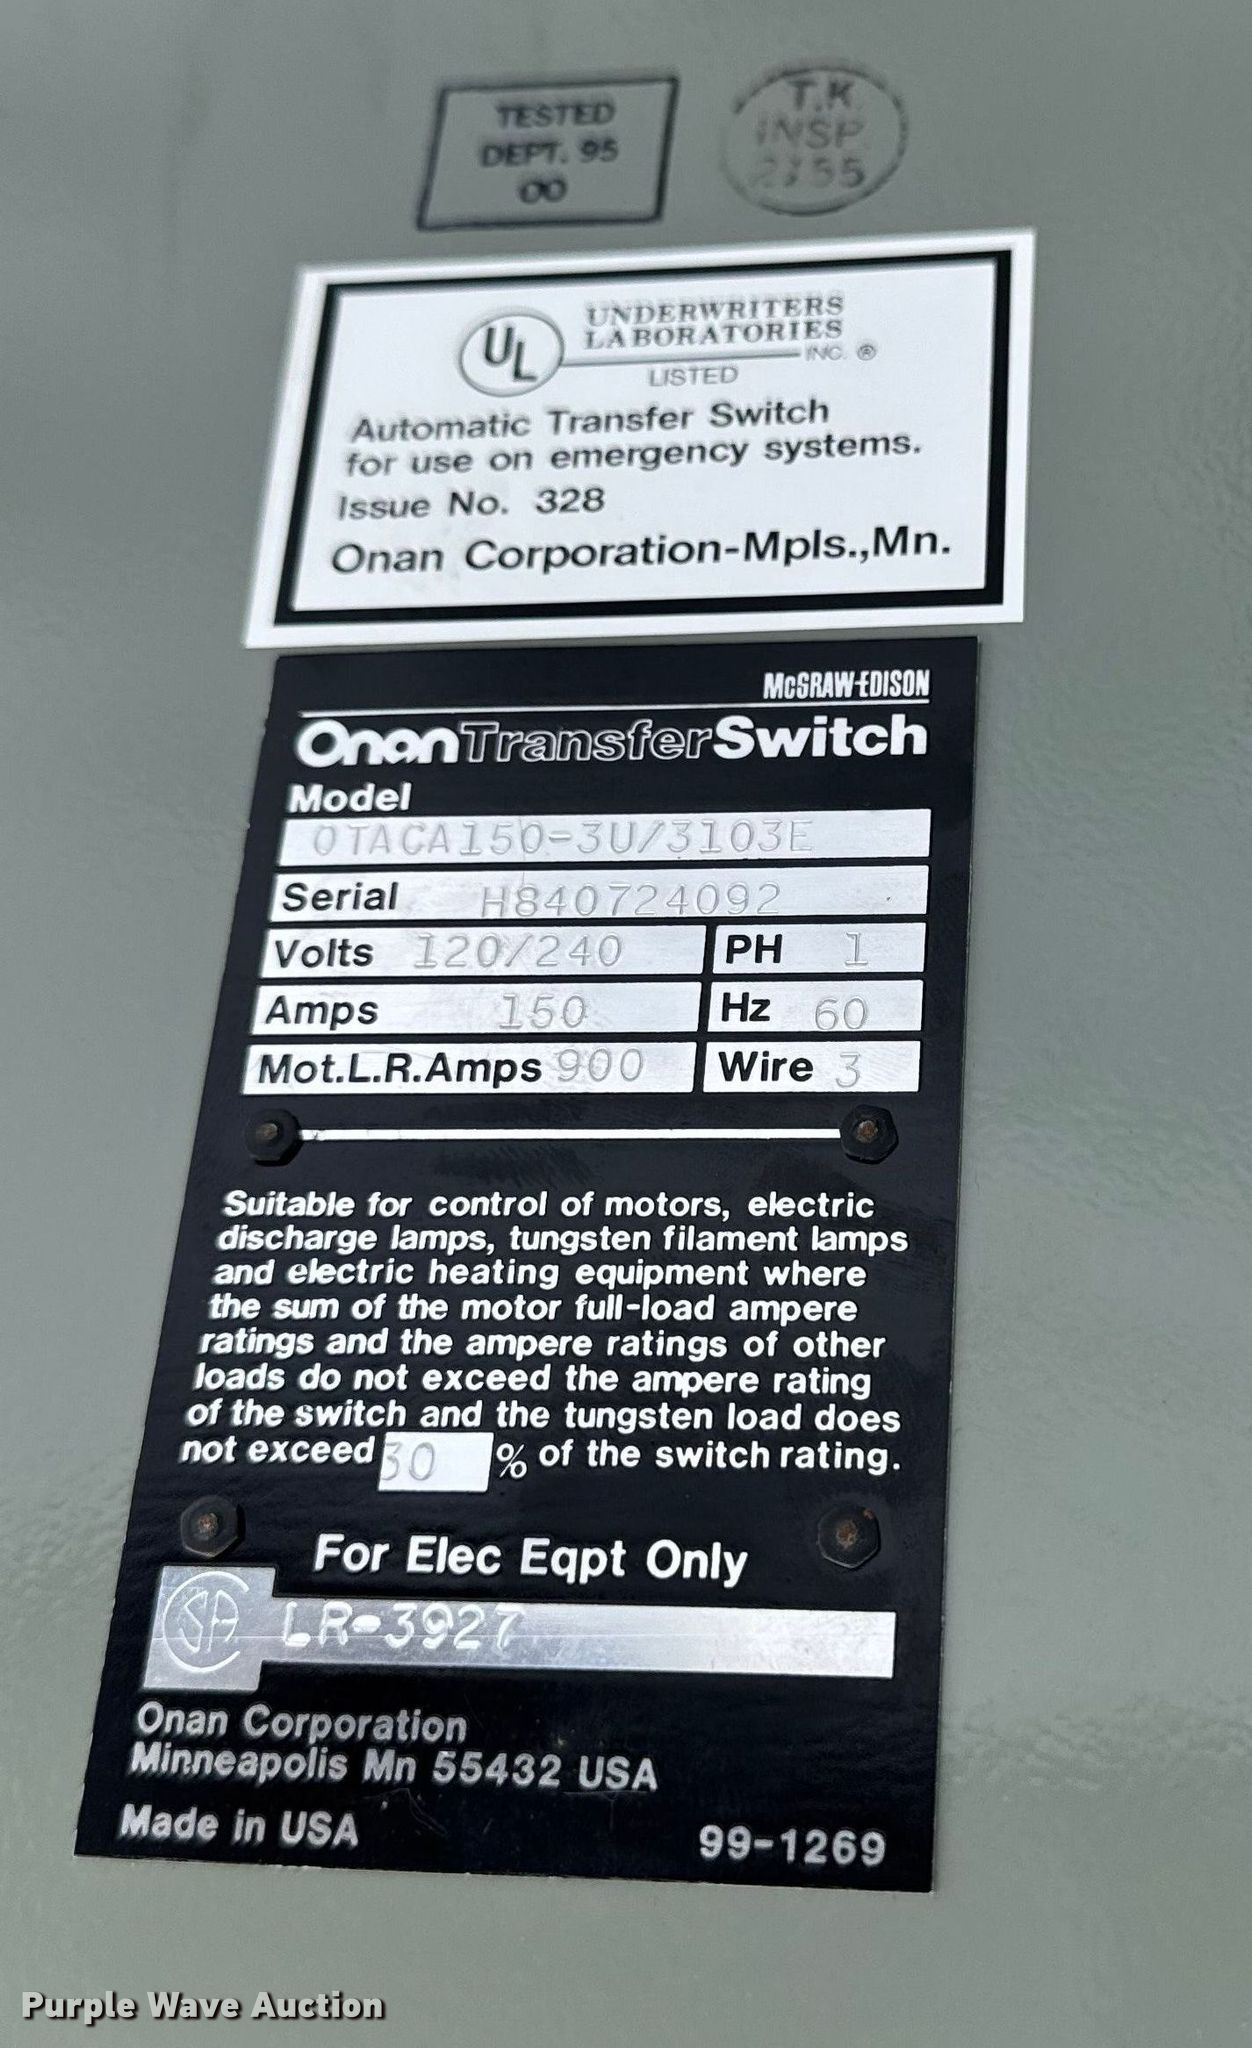 TESTED
DEPT. 95
00
T.K.
INSP
UL
UNDERWRITERS
LABORATORIES
INC. ®
LISTED
Automatic Transfer Switch
for use on emergency systems.
Issue No. 328
Onan Corporation-Mpls.,Mn.
McGRAW-EDISON
OnanTransferSwitch
Model
OTACA150-3U/3103E
Serial H840724092
Volts 120/240 PH 1
Amps 150 Hz 60
Mot.L.R.Amps 900 Wire 3
Suitable for control of motors, electric
discharge lamps, tungsten filament lamps
and electric heating equipment where
the sum of the motor full-load ampere
ratings and the ampere ratings of other
loads do not exceed the ampere rating
of the switch and the tungsten load does
not exceed 30 % of the switch rating.
For Elec Eqpt Only
SA LR-3927
Onan Corporation
Minneapolis Mn 55432 USA
Made in USA 99-1269
Purple Wave Auction